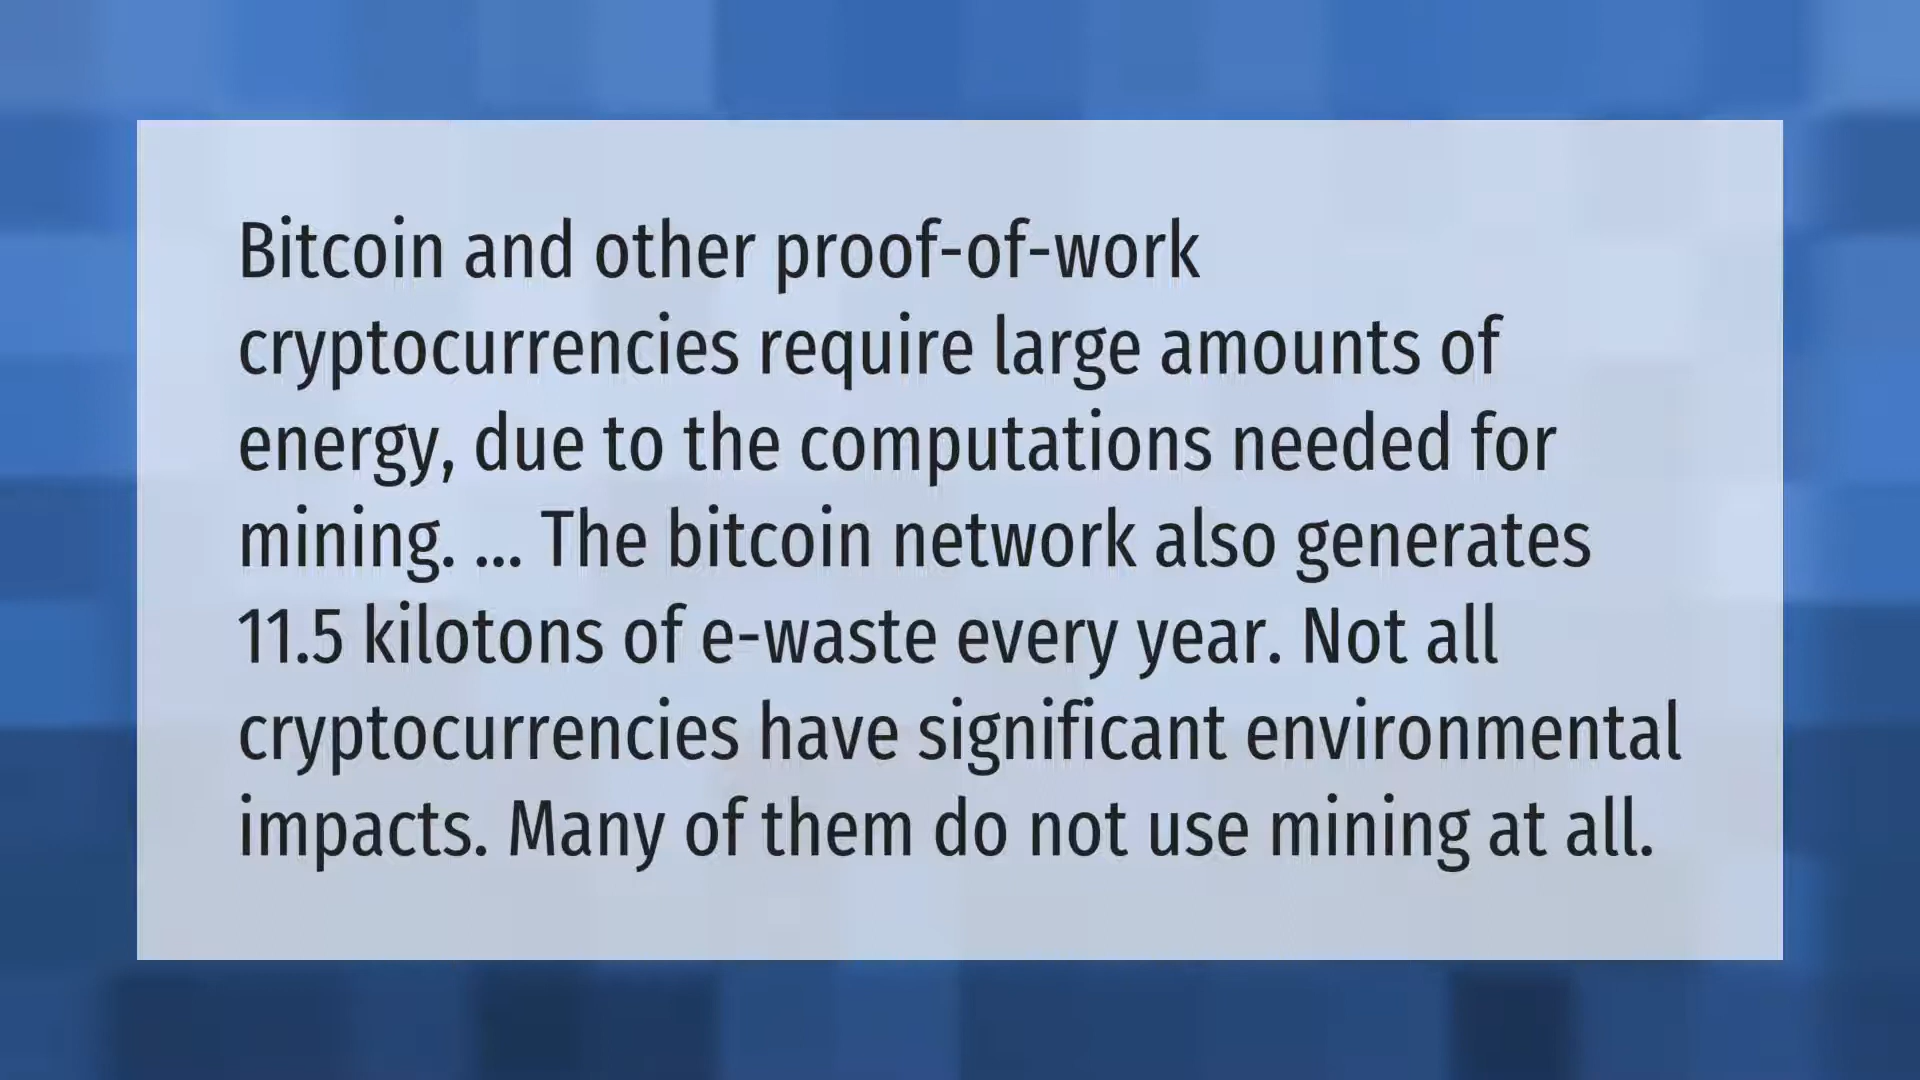 Bitcoin and other proof-of-work
cryptocurrencies require large amounts of
energy, due to the computations needed for
mining. ... The bitcoin network also generates
11.5 kilotons of e-waste every year. Not all
cryptocurrencies have significant environmental
impacts. Many of them do not use mining at all.